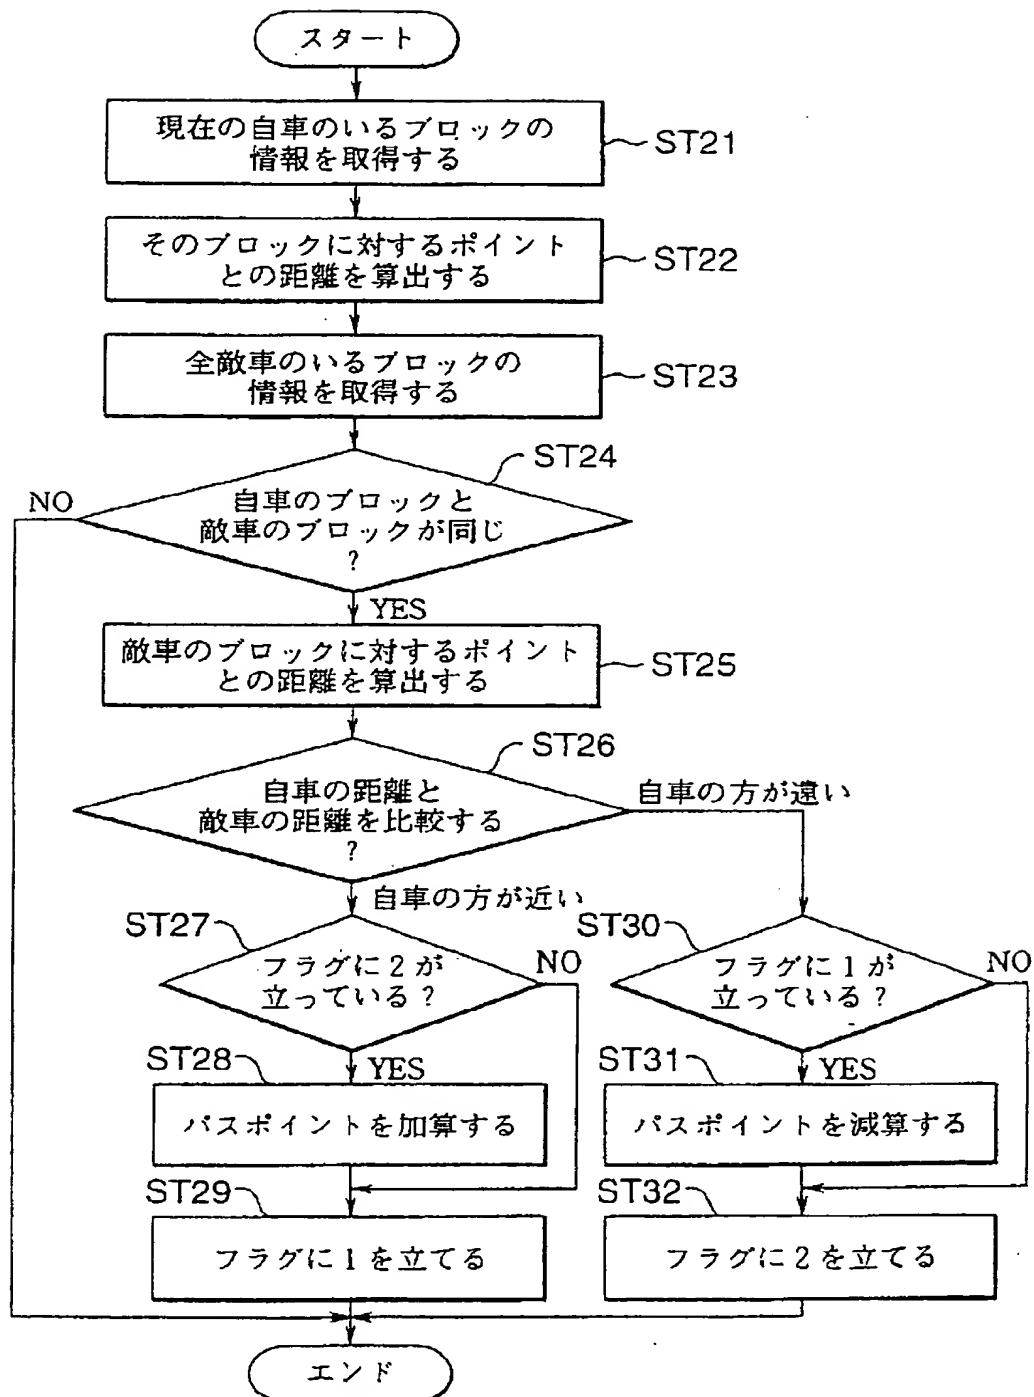 スタート
現在の自車のいるブロックの
情報を取得する
ST21
そのブロックに対するポイント
との距離を算出する
ST22
全敵車のいるブロックの
情報を取得する
ST23
ST24
NO
自車のブロックと
敵車のブロックが同じ
?
YES
敵車のブロックに対するポイント
との距離を算出する
ST25
ST26
自車の距離と
敵車の距離を比較する
?
自車の方が遠い
自車の方が近い
ST27
フラグに2が
立っている?
NO
ST30
フラグに1が
立っている?
NO
ST28
YES
パスポイントを加算する
ST31
YES
パスポイントを減算する
ST29
フラグに1を立てる
ST32
フラグに2を立てる
エンド